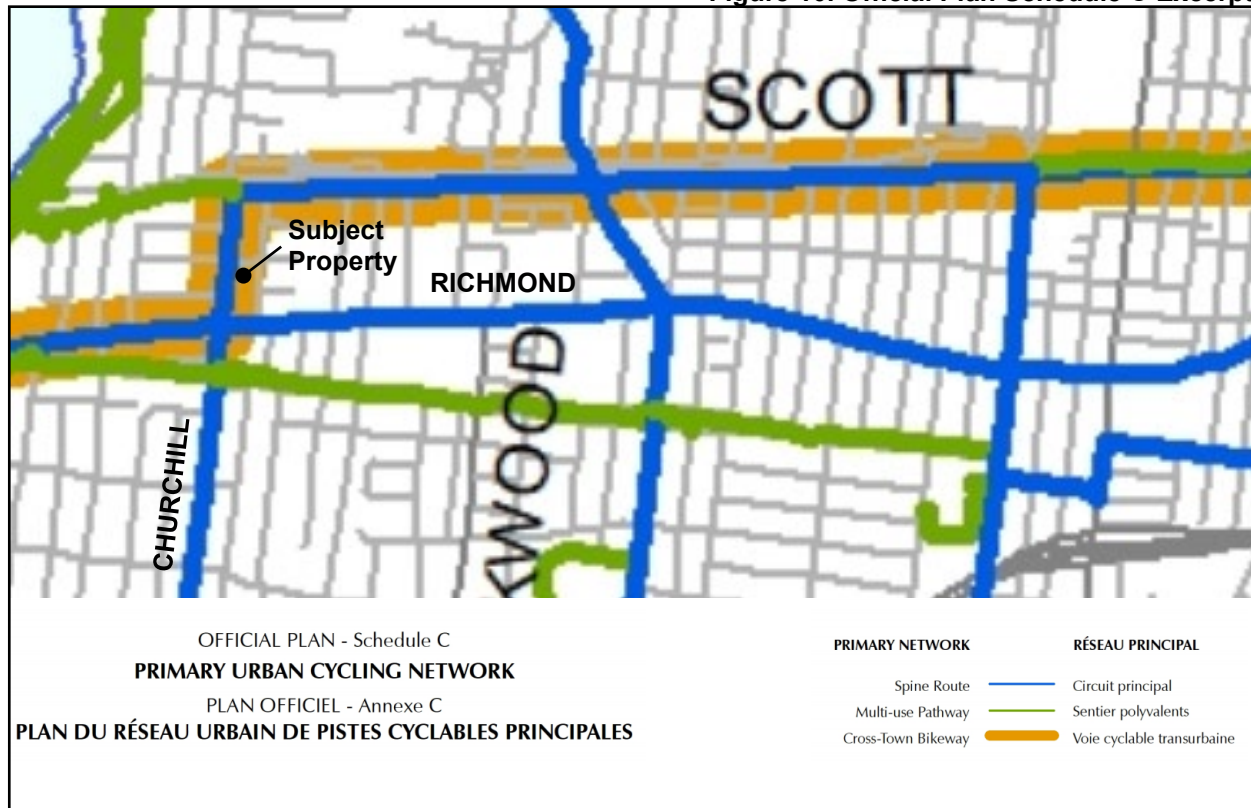 SCOTT
Subject
Property
RICHMOND
KWOOD
CHURCHILL
OFFICIAL PLAN - Schedule C
PRIMARY URBAN CYCLING NETWORK
PLAN OFFICIEL - Annexe C
PLAN DU RÉSEAU URBAIN DE PISTES CYCLABLES PRINCIPALES
PRIMARY NETWORK RÉSEAU PRINCIPAL
Spine Route Circuit principal
Multi-use Pathway Sentier polyvalents
Cross-Town Bikeway Voie cyclable transurbaine